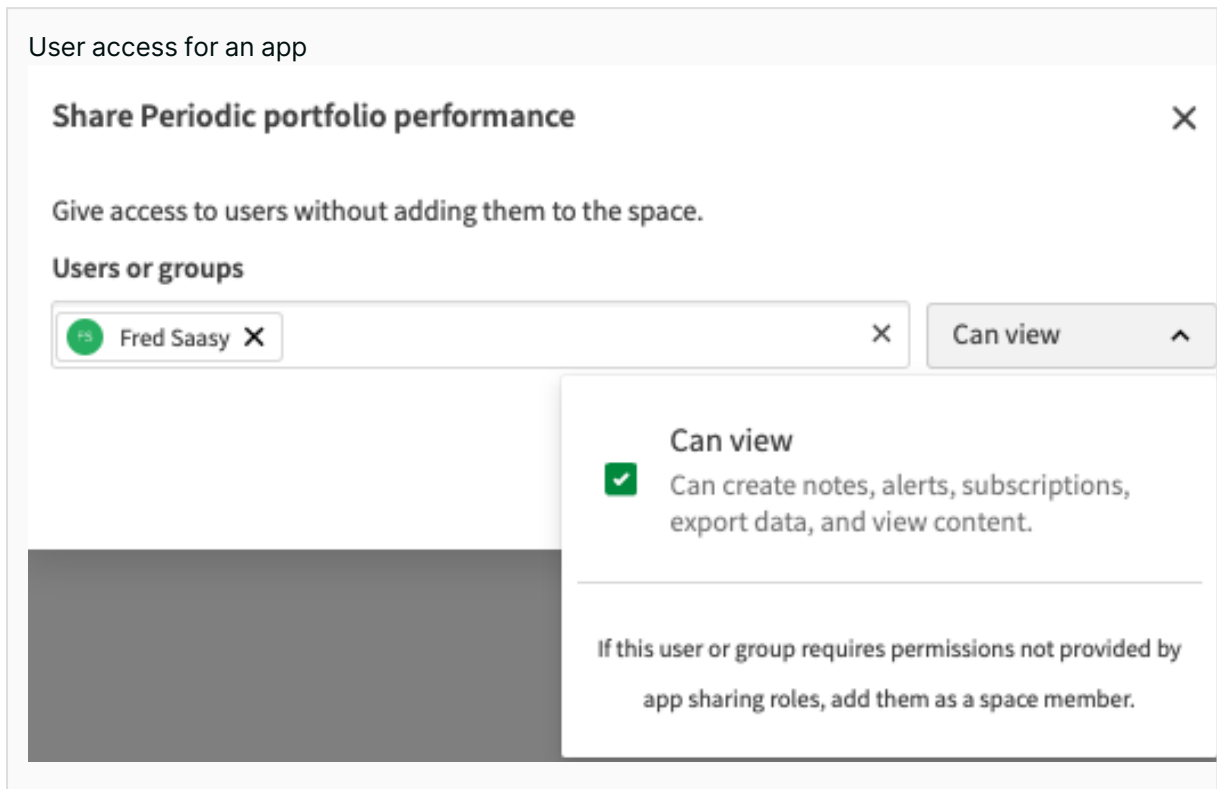 User access for an app
Share Periodic portfolio performance
Give access to users without adding them to the space.
Users or groups
FS Fred Saasy
Can view
Can view
Can create notes, alerts, subscriptions,
export data, and view content.
If this user or group requires permissions not provided by
app sharing roles, add them as a space member.